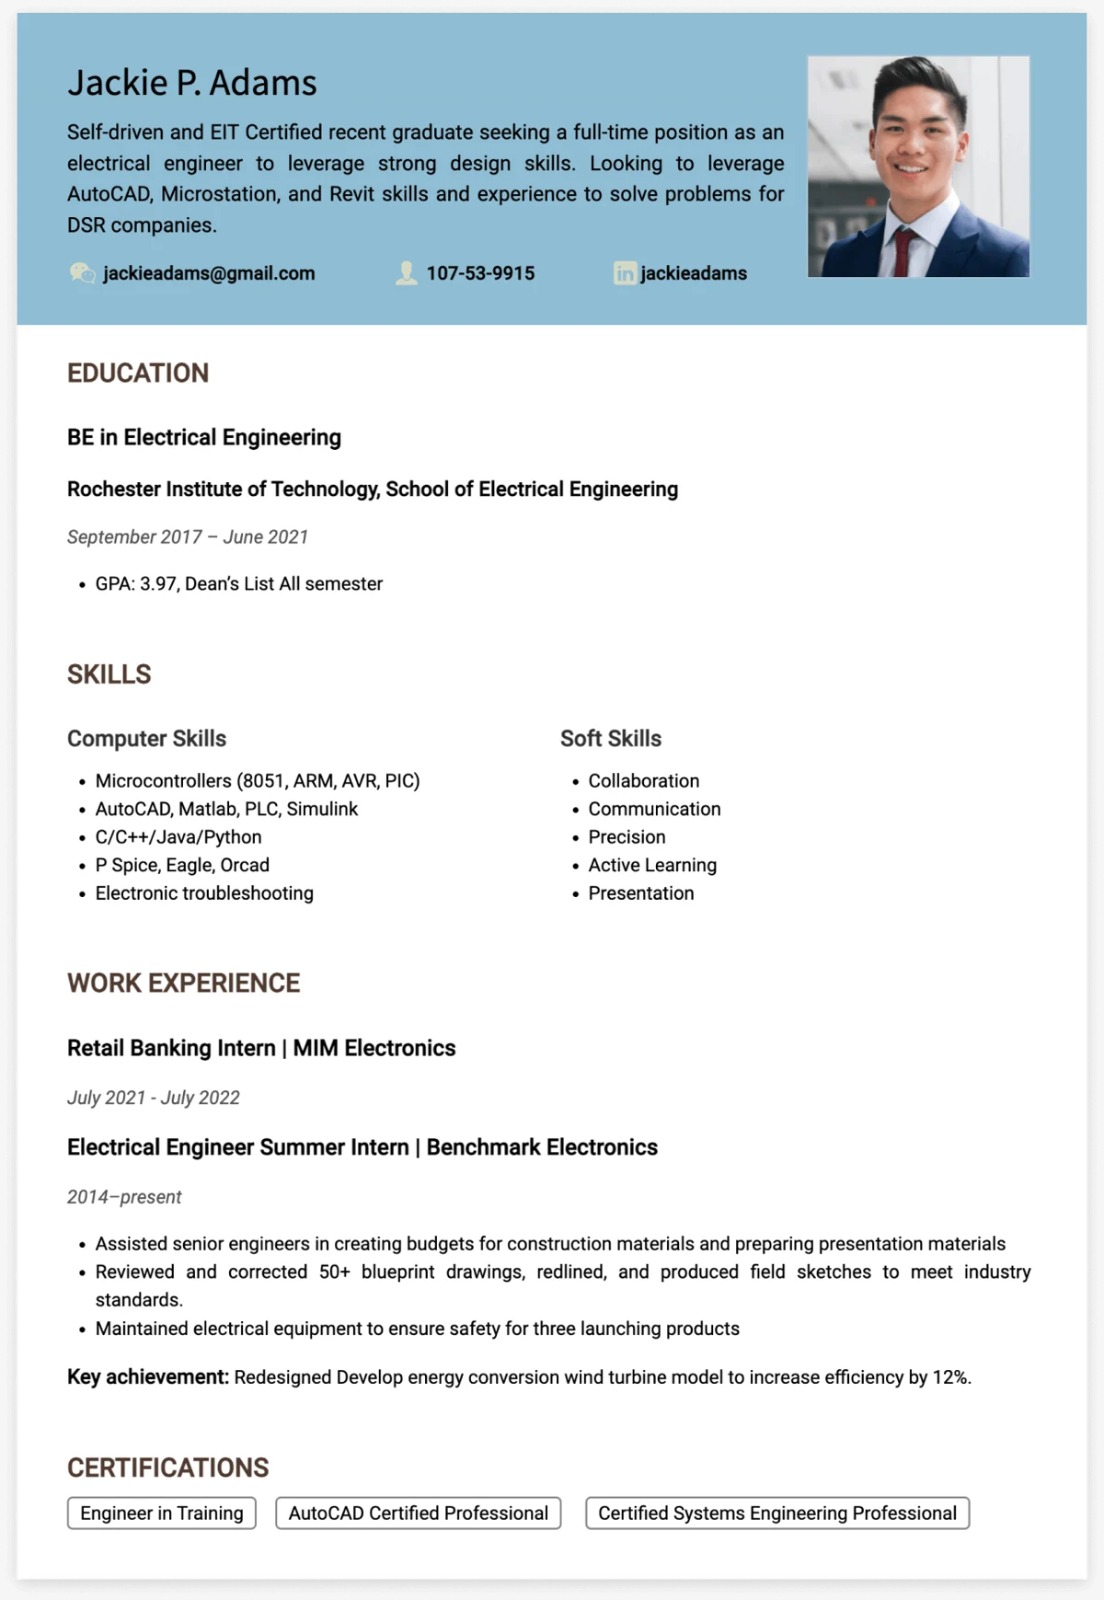 Jackie P. Adams
Self-driven and EIT Certified recent graduate seeking a full-time position as an
electrical engineer to leverage strong design skills. Looking to leverage
AutoCAD, Microstation, and Revit skills and experience to solve problems for
DSR companies.
jackieadams@gmail.com 107-53-9915 in jackieadams
EDUCATION
BE in Electrical Engineering
Rochester Institute of Technology, School of Electrical Engineering
September 2017 – June 2021
• GPA: 3.97, Dean's List All semester
SKILLS
Computer Skills
• Microcontrollers (8051, ARM, AVR, PIC)
• AutoCAD, Matlab, PLC, Simulink
• C/C++/Java/Python
• P Spice, Eagle, Orcad
• Electronic troubleshooting
Soft Skills
• Collaboration
• Communication
• Precision
• Active Learning
• Presentation
WORK EXPERIENCE
Retail Banking Intern | MIM Electronics
July 2021 - July 2022
Electrical Engineer Summer Intern | Benchmark Electronics
2014–present
• Assisted senior engineers in creating budgets for construction materials and preparing presentation materials
• Reviewed and corrected 50+ blueprint drawings, redlined, and produced field sketches to meet industry
standards.
• Maintained electrical equipment to ensure safety for three launching products
Key achievement: Redesigned Develop energy conversion wind turbine model to increase efficiency by 12%.
CERTIFICATIONS
Engineer in Training AutoCAD Certified Professional Certified Systems Engineering Professional